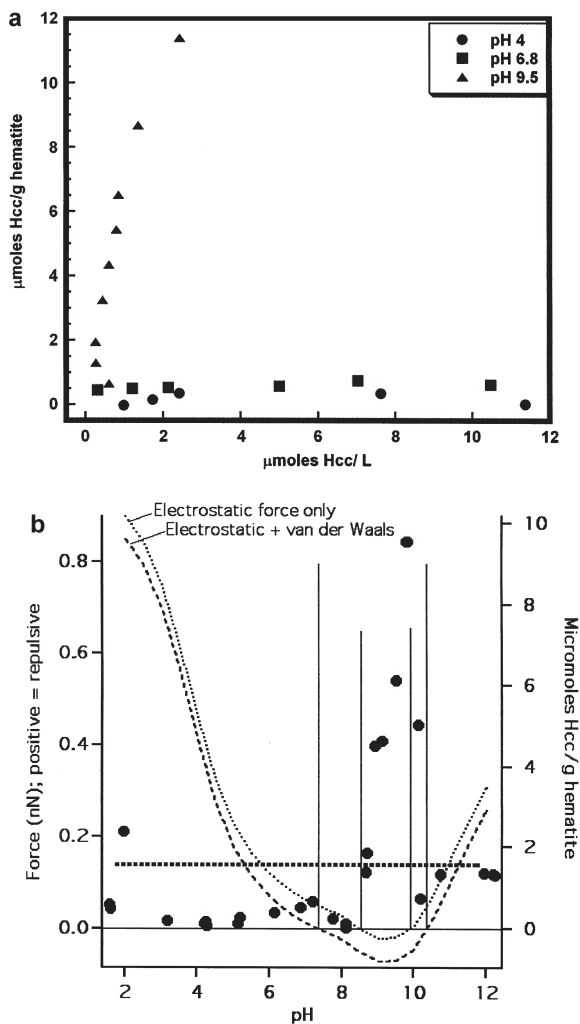 a
12
10
8
6
4
2
0
μmoles Hcc/g hematite
pH 4
pH 6.8
pH 9.5
0 2 4 6 8 10 12
μmoles Hcc/ L
b
Electrostatic force only
Electrostatic + van der Waals
0.8
0.6
0.4
0.2
0.0
Force (nN); positive = repulsive
10
8
6
4
2
0
Micromoles Hcc/g hematite
2 4 6 8 10 12
pH